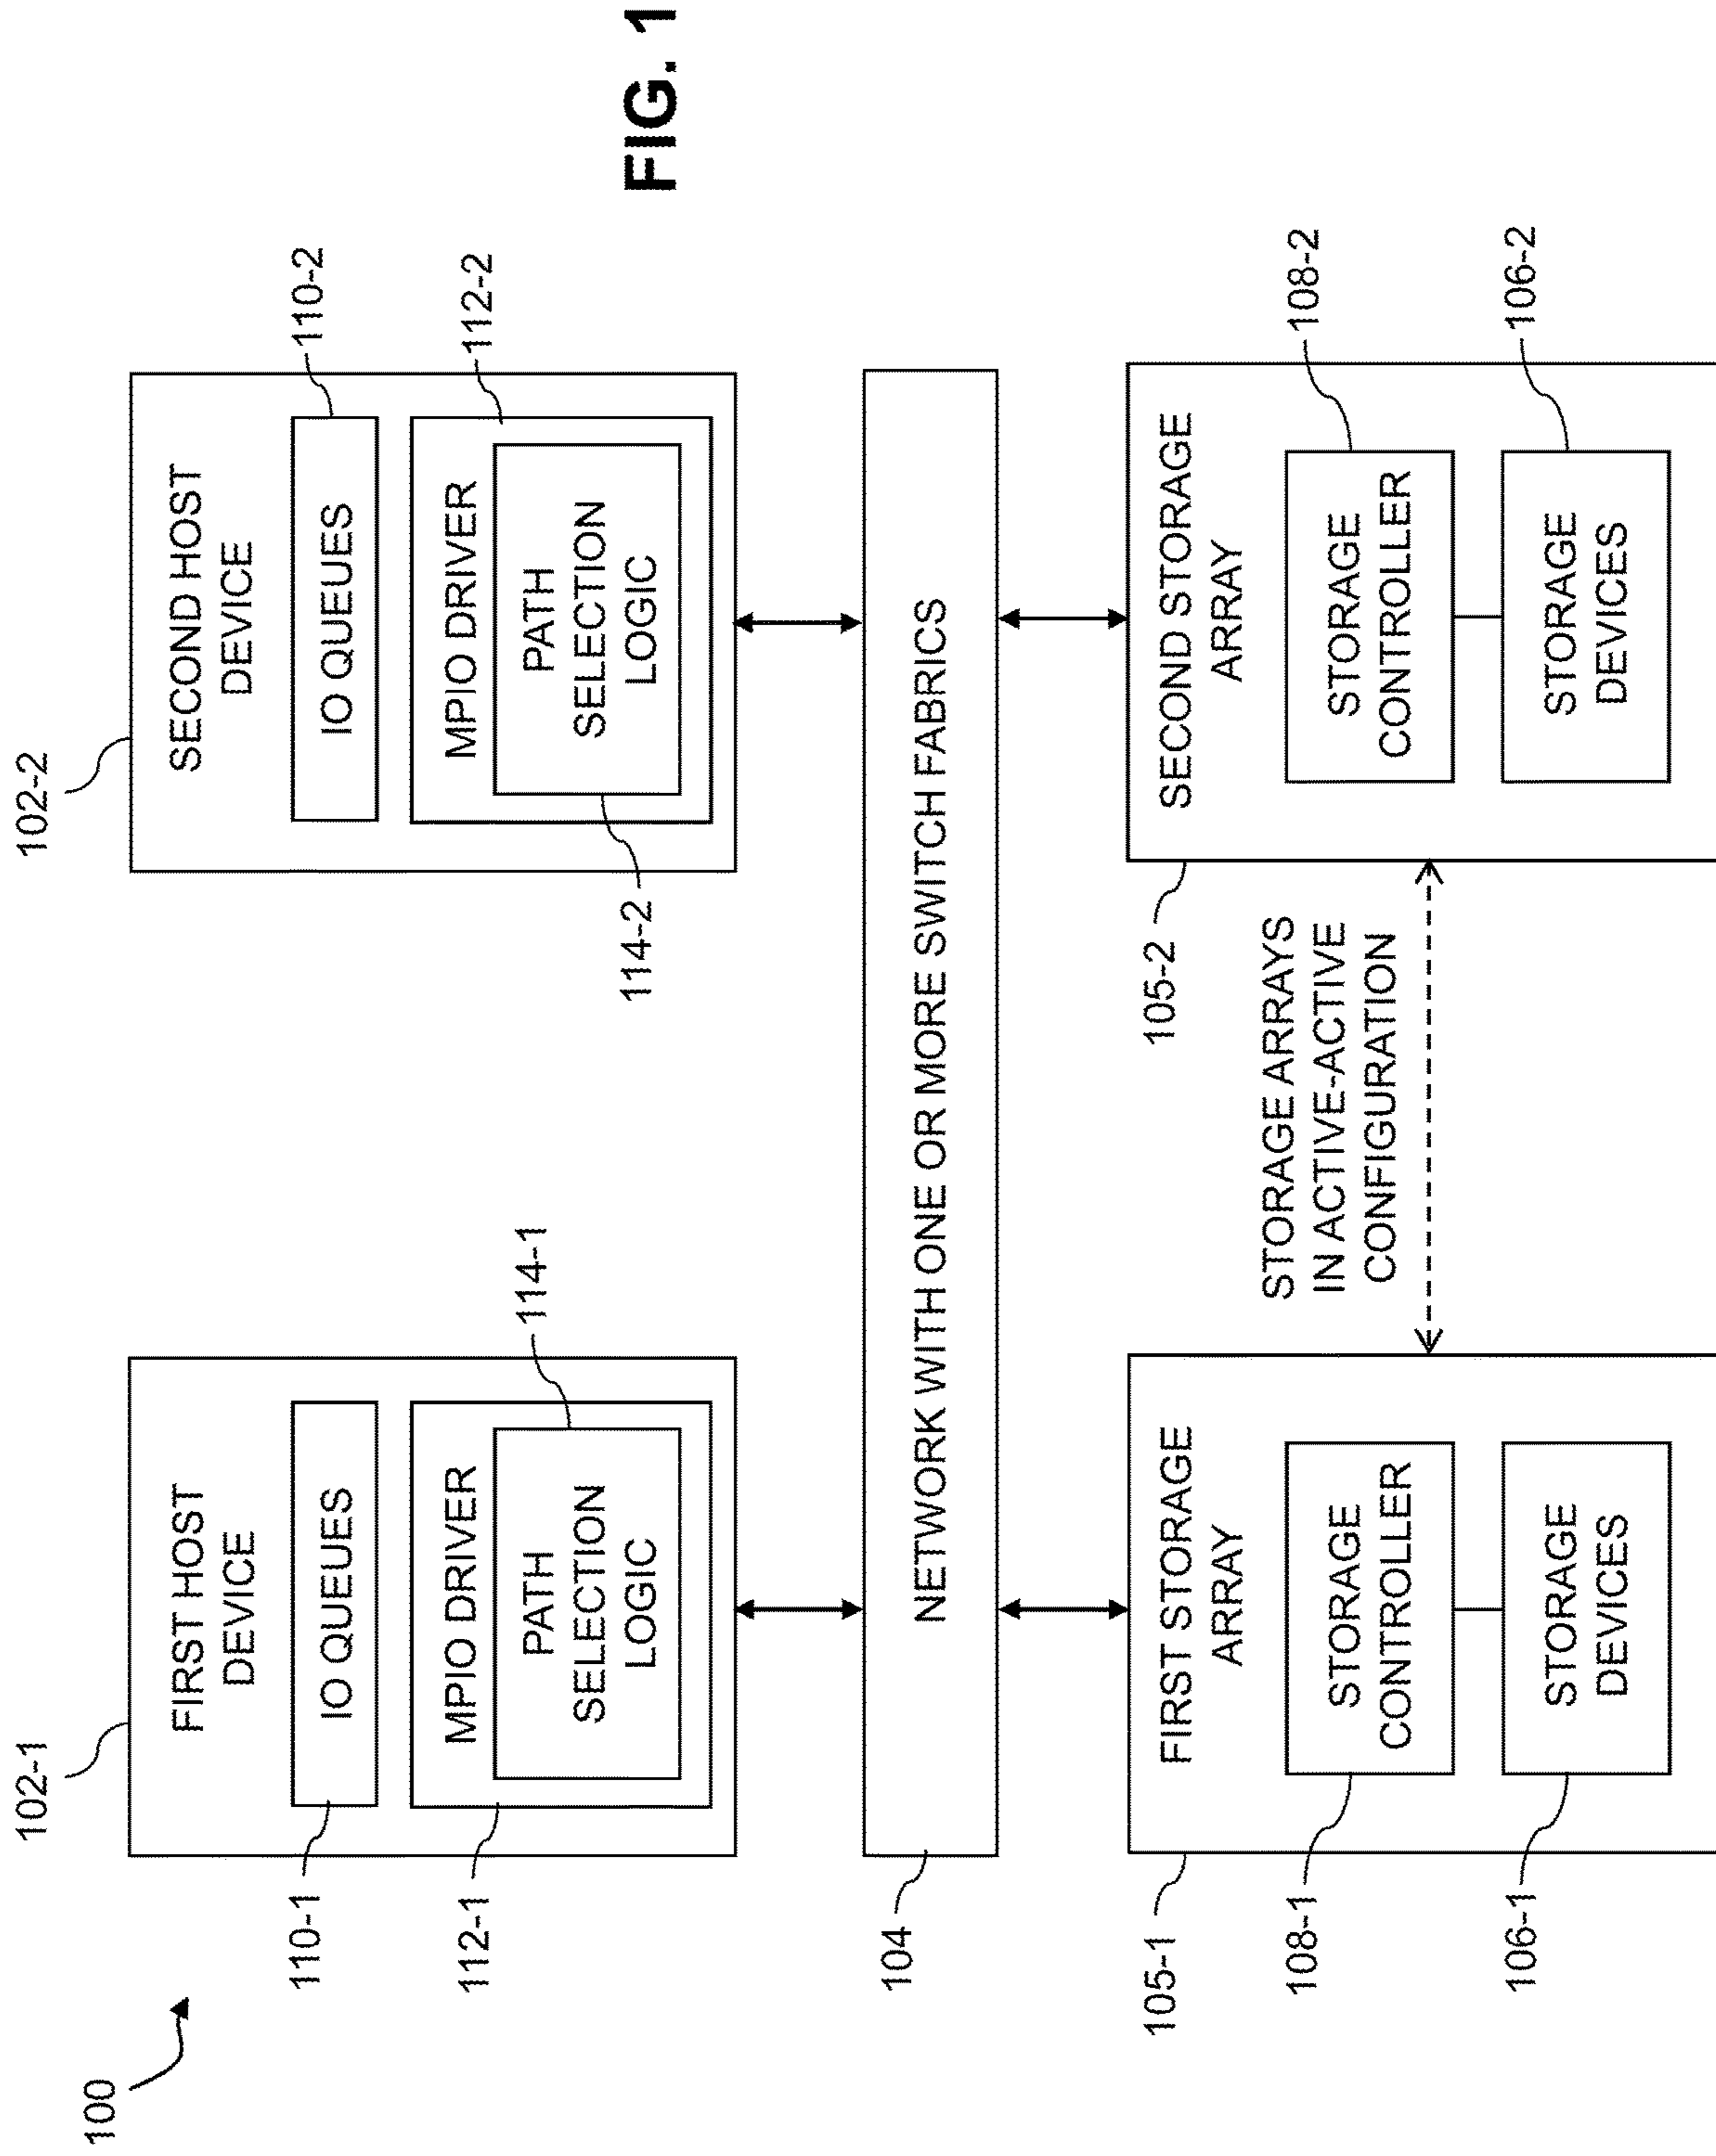 100
102-1
FIRST HOST
DEVICE
110-1
IO QUEUES
112-1
MPIO DRIVER
PATH
SELECTION
LOGIC
114-1
102-2
SECOND HOST
DEVICE
IO QUEUES
110-2
MPIO DRIVER
112-2
PATH
SELECTION
LOGIC
114-2
104
NETWORK WITH ONE OR MORE SWITCH FABRICS
105-1
FIRST STORAGE
ARRAY
108-1
STORAGE
CONTROLLER
106-1
STORAGE
DEVICES
STORAGE ARRAYS
IN ACTIVE-ACTIVE
CONFIGURATION
105-2
SECOND STORAGE
ARRAY
STORAGE
CONTROLLER
108-2
STORAGE
DEVICES
106-2
FIG. 1